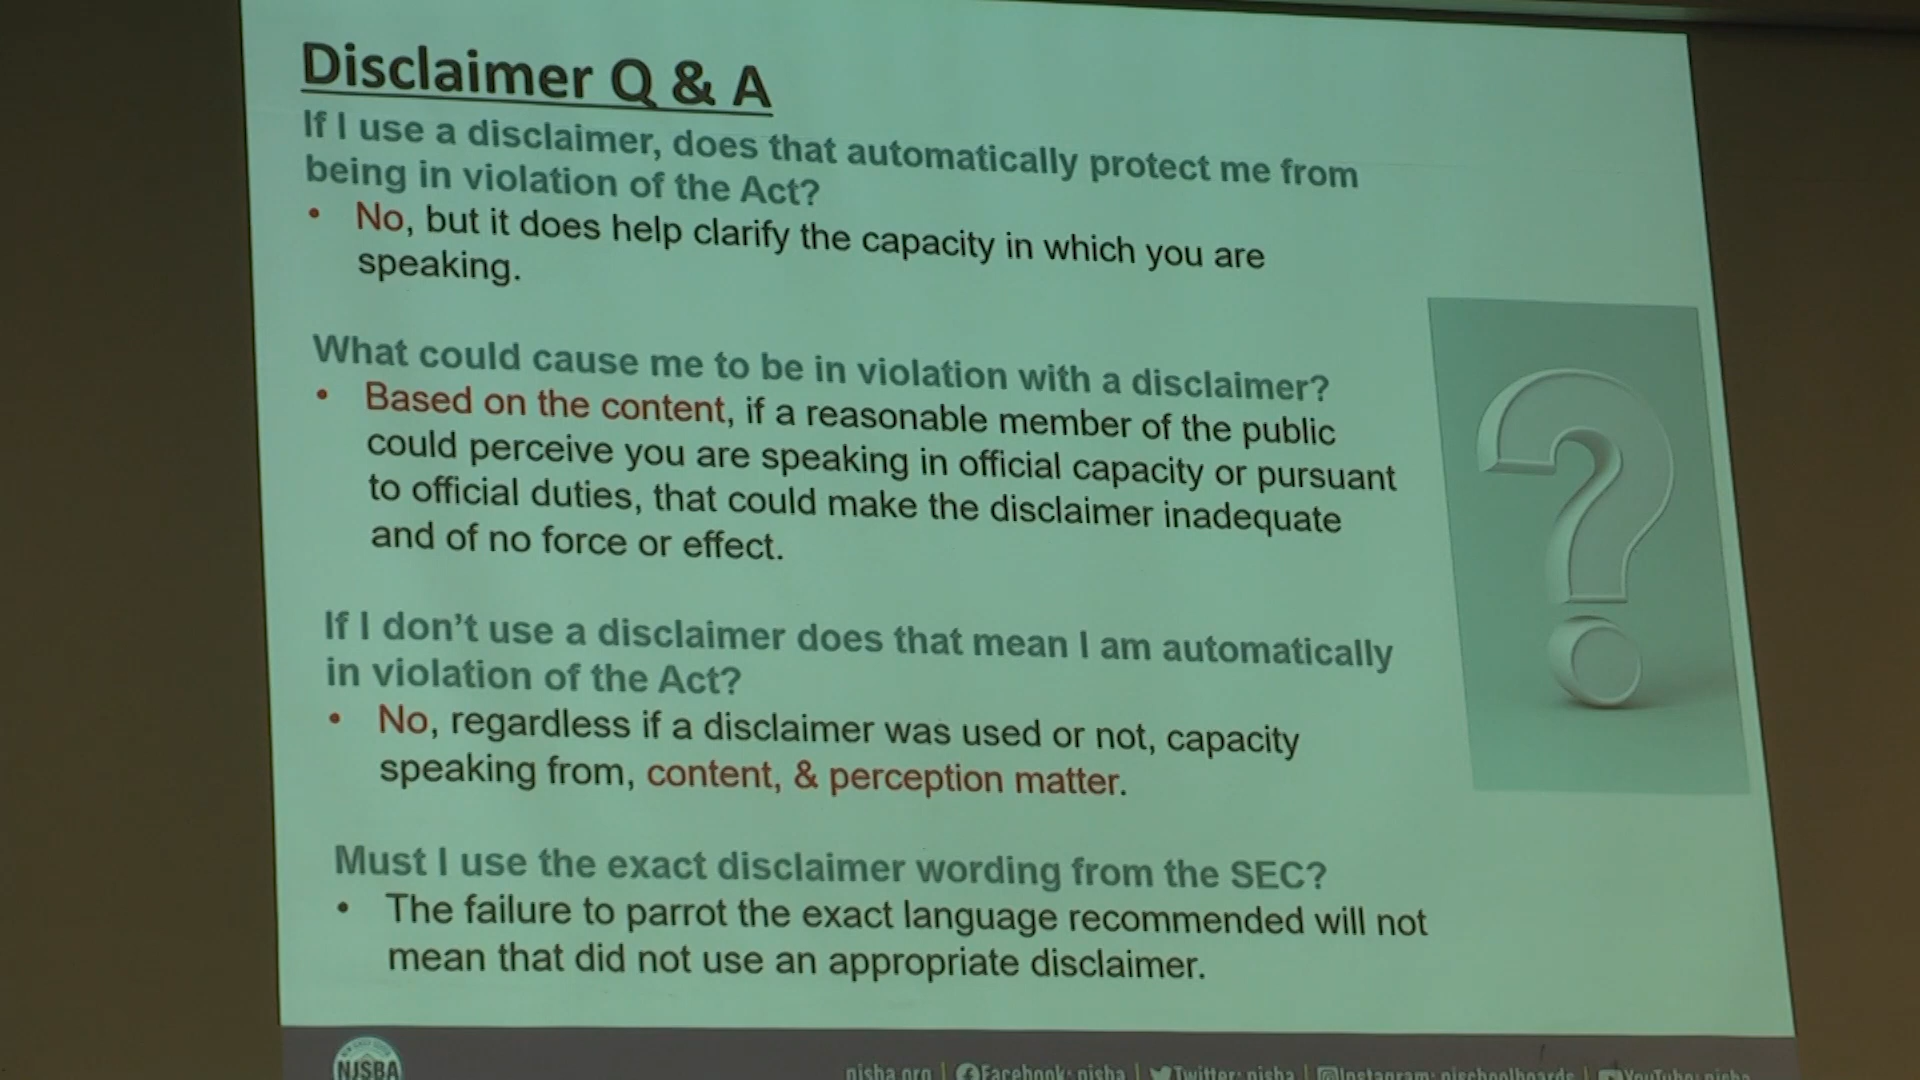 Disclaimer Q & A
If I use a disclaimer, does that automatically protect me from
being in violation of the Act?
• No, but it does help clarify the capacity in which you are
speaking.
What could cause me to be in violation with a disclaimer?
• Based on the content, if a reasonable member of the public
could perceive you are speaking in official capacity or pursuant
to official duties, that could make the disclaimer inadequate
and of no force or effect.
If I don't use a disclaimer does that mean I am automatically
in violation of the Act?
• No, regardless if a disclaimer was used or not, capacity
speaking from, content, & perception matter.
Must I use the exact disclaimer wording from the SEC?
• The failure to parrot the exact language recommended will not
mean that did not use an appropriate disclaimer.
NJSBA
njsba.org | Facebook: njsba | Twitter: njsba | Instagram: njschoolboards | YouTube: njsba